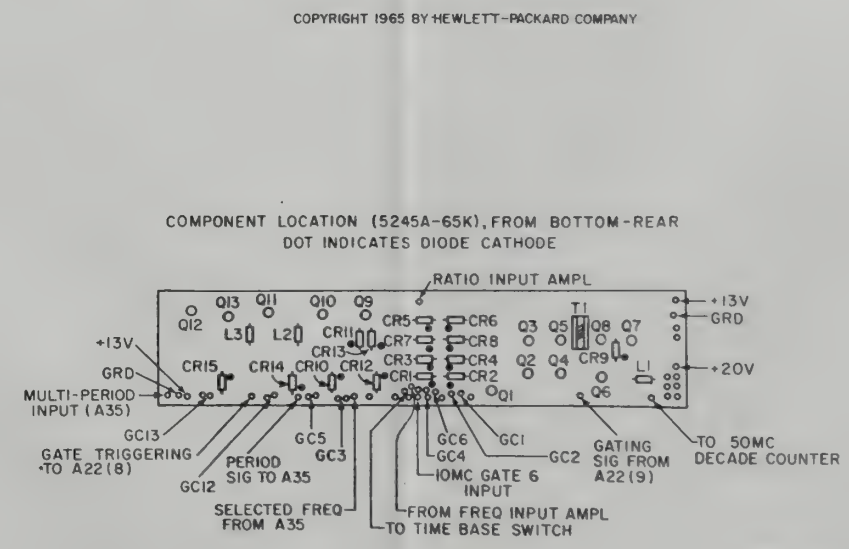 COPYRIGHT 1965 BY HEWLETT-PACKARD COMPANY
COMPONENT LOCATION (5245A-65K), FROM BOTTOM-REAR
DOT INDICATES DIODE CATHODE
RATIO INPUT AMPL
+13V
GRD
+20V
Q12
Q13
Q11
Q10
Q9
L3
L2
CR11
CR13
CR5
CR6
CR7
CR8
CR3
CR4
CR1
CR2
CR15
CR14
CR10
CR12
T1
Q3
Q5
Q8
Q7
Q2
Q4
CR9
L1
Q1
Q6
+13V
GRD
MULTI-PERIOD
INPUT (A35)
GC13
GATE TRIGGERING
TO A22(8)
GC12
PERIOD
SIG TO A35
GC5
GC3
SELECTED FREQ
FROM A35
GC6
GC4
GC1
GC2
10MC GATE 6
INPUT
FROM FREQ INPUT AMPL
TO TIME BASE SWITCH
GATING
SIG FROM
A22(9)
TO 50MC
DECADE COUNTER